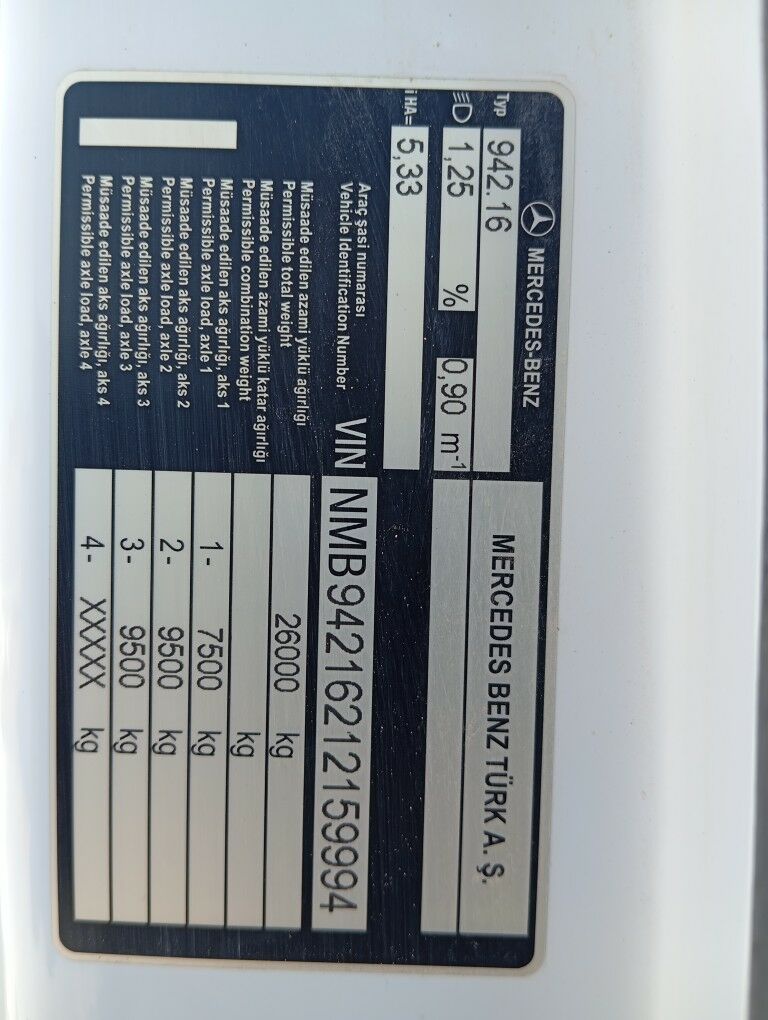 MERCEDES-BENZ
MERCEDES BENZ TÜRK A. Ş.
Typ 942.16
1,25 % 0,90 m⁻¹
i HA= 5,33
Araç şasi numarası
Vehicle Identification Number VIN NMB94216212159994
Müsaade edilen azami yüklü ağırlığı
Permissible total weight 26000 kg
Müsaade edilen azami yüklü katar ağırlığı
Permissible combination weight kg
Müsaade edilen aks ağırlığı, aks 1
Permissible axle load, axle 1 1- 7500 kg
Müsaade edilen aks ağırlığı, aks 2
Permissible axle load, axle 2 2- 9500 kg
Müsaade edilen aks ağırlığı, aks 3
Permissible axle load, axle 3 3- 9500 kg
Müsaade edilen aks ağırlığı, aks 4
Permissible axle load, axle 4 4- XXXXX kg